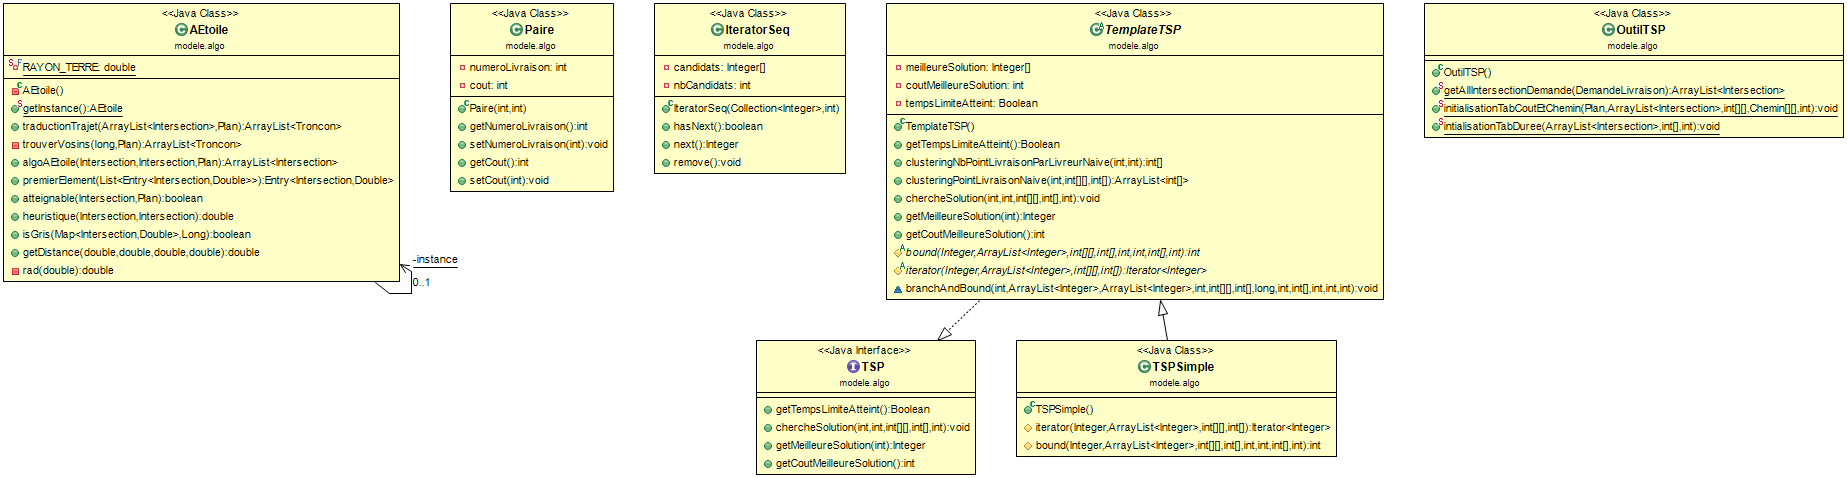 <<Java Class>>
AEtoile
modele.algo
RAYON_TERRE: double
AEtoile()
getInstance():AEtoile
traductionTrajet(ArrayList<Intersection>,Plan):ArrayList<Troncon>
trouverVosins(long,Plan):ArrayList<Troncon>
algoAEtoile(Intersection,Intersection,Plan):ArrayList<Intersection>
premierElement(List<Entry<Intersection,Double>>):Entry<Intersection,Double>
atteignable(Intersection,Plan):boolean
heuristique(Intersection,Intersection):double
isGris(Map<Intersection,Double>,Long):boolean
getDistance(double,double,double,double):double
rad(double):double
-instance
0..1
<<Java Class>>
Paire
modele.algo
numeroLivraison: int
cout: int
Paire(int,int)
getNumeroLivraison():int
setNumeroLivraison(int):void
getCout():int
setCout(int):void
<<Java Class>>
IteratorSeq
modele.algo
candidats: Integer[]
nbCandidats: int
IteratorSeq(Collection<Integer>,int)
hasNext():boolean
next():Integer
remove():void
<<Java Class>>
TemplateTSP
modele.algo
meilleureSolution: Integer[]
coutMeilleureSolution: int
tempsLimiteAtteint: Boolean
TemplateTSP()
getTempsLimiteAtteint():Boolean
clusteringNbPointLivraisonParLivreurNaive(int,int):int[]
clusteringPointLivraisonNaive(int,int[][],int[]):ArrayList<int[]>
chercheSolution(int,int,int[][],int[],int):void
getMeilleureSolution(int):Integer
getCoutMeilleureSolution():int
bound(Integer,ArrayList<Integer>,int[][],int[],int,int,int[],int):int
iterator(Integer,ArrayList<Integer>,int[][],int[]):Iterator<Integer>
branchAndBound(int,ArrayList<Integer>,ArrayList<Integer>,int,int[][],int[],long,int,int[],int,int,int):void
<<Java Class>>
OutilTSP
modele.algo
OutilTSP()
getAllIntersectionDemande(DemandeLivraison):ArrayList<Intersection>
initialisationTabCoutEtChemin(Plan,ArrayList<Intersection>,int[][],Chemin[][],int):void
intialisationTabDuree(ArrayList<Intersection>,int[],int):void
<<Java Interface>>
TSP
modele.algo
getTempsLimiteAtteint():Boolean
chercheSolution(int,int,int[][],int[],int):void
getMeilleureSolution(int):Integer
getCoutMeilleureSolution():int
<<Java Class>>
TSPSimple
modele.algo
TSPSimple()
iterator(Integer,ArrayList<Integer>,int[][],int[]):Iterator<Integer>
bound(Integer,ArrayList<Integer>,int[][],int[],int,int,int[],int):int